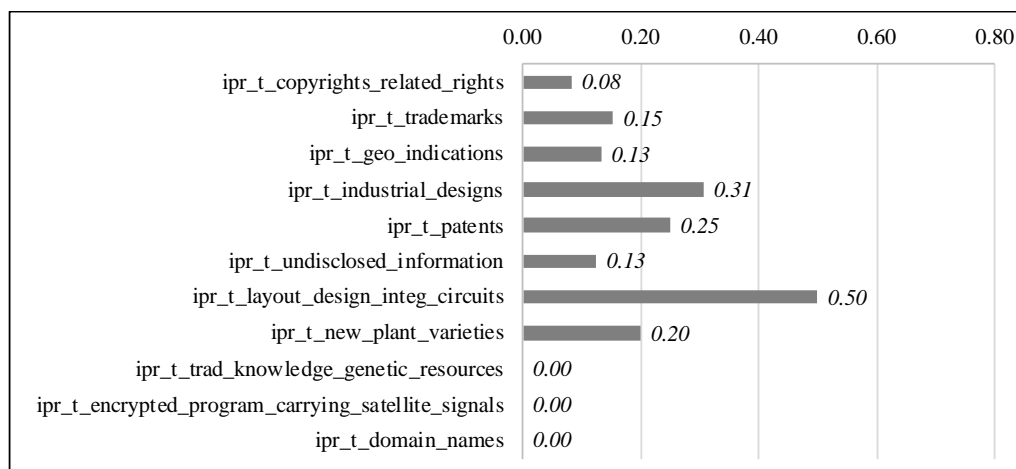 0.00 0.20 0.40 0.60 0.80
ipr_t_copyrights_related_rights 0.08
ipr_t_trademarks 0.15
ipr_t_geo_indications 0.13
ipr_t_industrial_designs 0.31
ipr_t_patents 0.25
ipr_t_undisclosed_information 0.13
ipr_t_layout_design_integ_circuits 0.50
ipr_t_new_plant_varieties 0.20
ipr_t_trad_knowledge_genetic_resources 0.00
ipr_t_encrypted_program_carrying_satellite_signals 0.00
ipr_t_domain_names 0.00